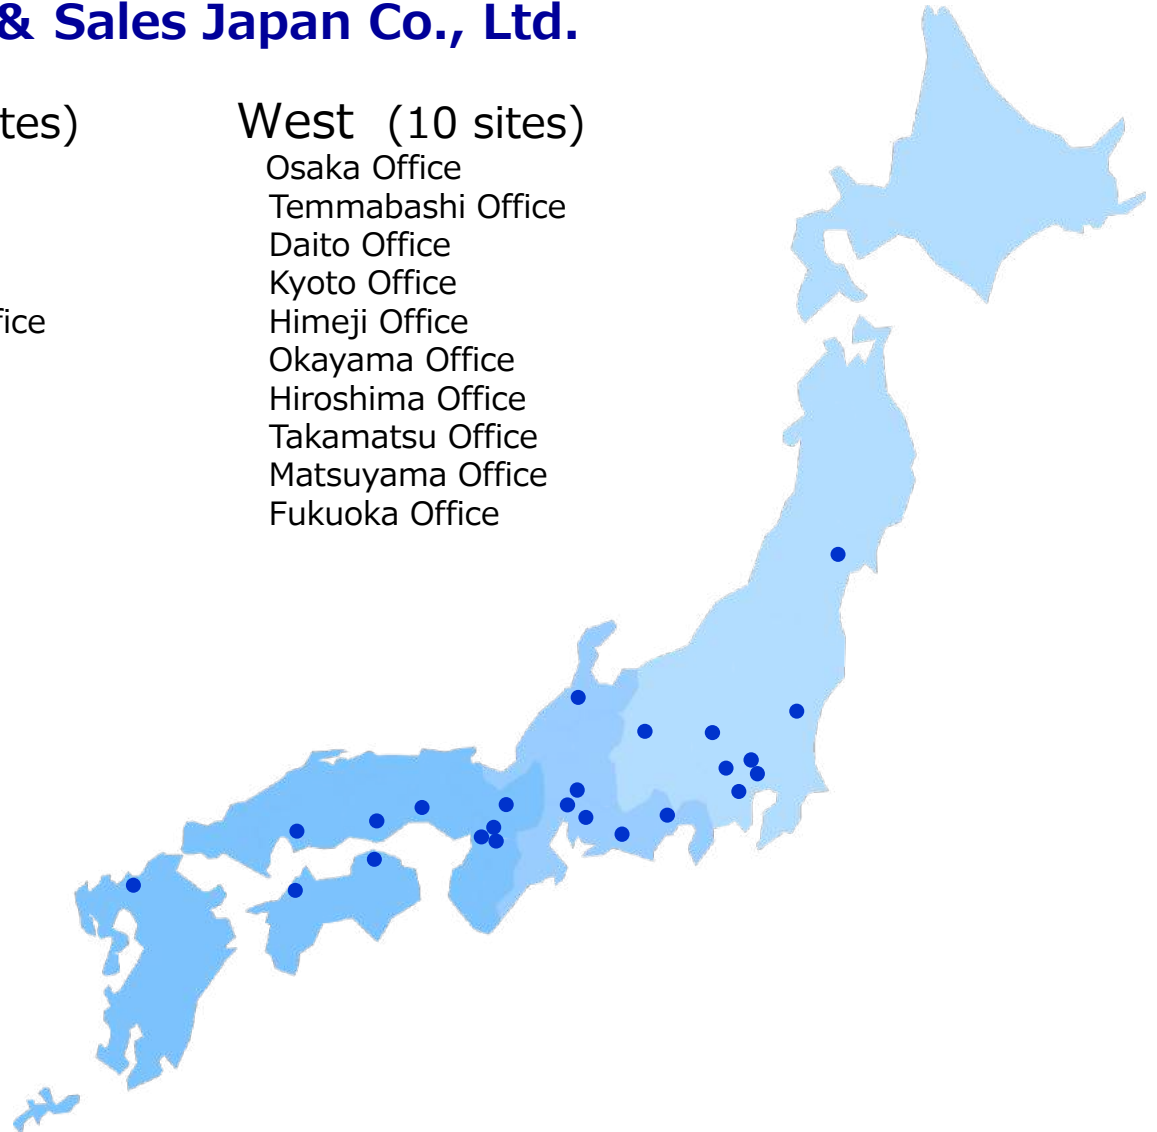 & Sales Japan Co., Ltd.
tes)
fice
West (10 sites)
Osaka Office
Temmabashi Office
Daito Office
Kyoto Office
Himeji Office
Okayama Office
Hiroshima Office
Takamatsu Office
Matsuyama Office
Fukuoka Office